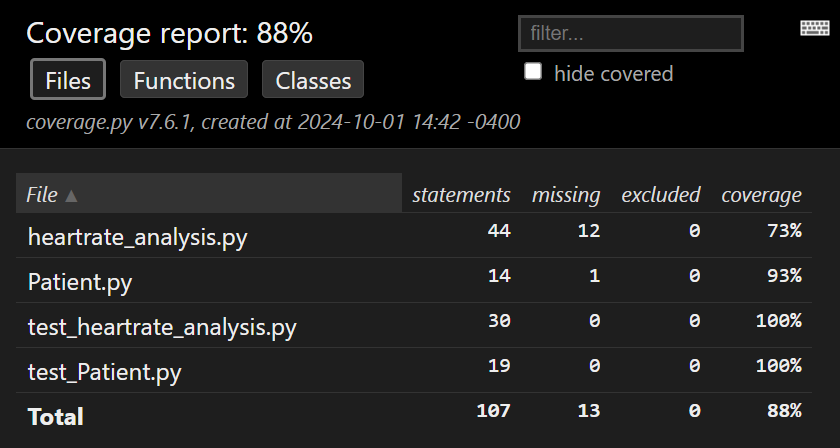 Coverage report: 88%
filter...
Files Functions Classes
hide covered
coverage.py v7.6.1, created at 2024-10-01 14:42 -0400
File ▲ statements missing excluded coverage
heartrate_analysis.py 44 12 0 73%
Patient.py 14 1 0 93%
test_heartrate_analysis.py 30 0 0 100%
test_Patient.py 19 0 0 100%
Total 107 13 0 88%